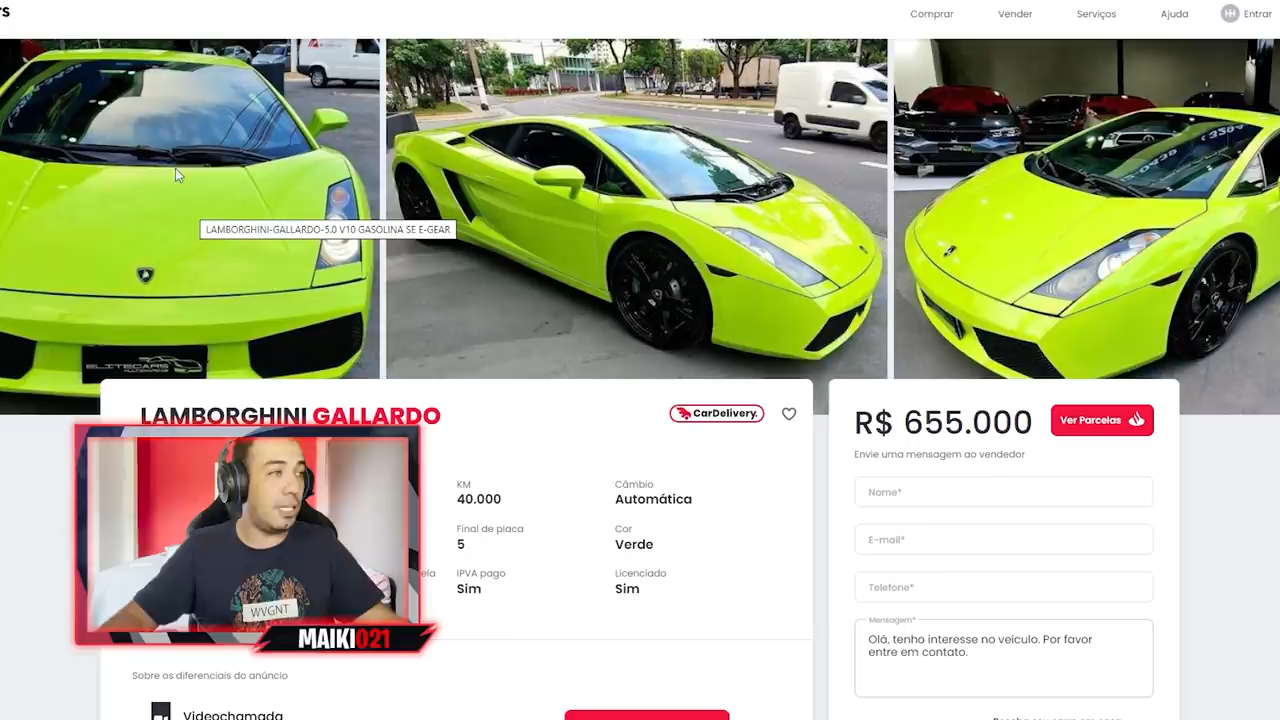 rs
Comprar
Vender
Serviços
Ajuda
Entrar
LAMBORGHINI-GALLARDO-5.0 V10 GASOLINA SE E-GEAR
ELITECARS
LAMBORGHINI GALLARDO
CarDelivery.
R$ 655.000
Ver Parcelas
Envie uma mensagem ao vendedor
KM
40.000
Câmbio
Automática
Final de placa
5
Cor
Verde
IPVA pago
Sim
Licenciado
Sim
Nome*
E-mail*
Telefone*
Mensagem*
Olá, tenho interesse no veículo. Por favor
entre em contato.
WVGNT
MAIKI021
Sobre os diferenciais do anúncio
Videochamada